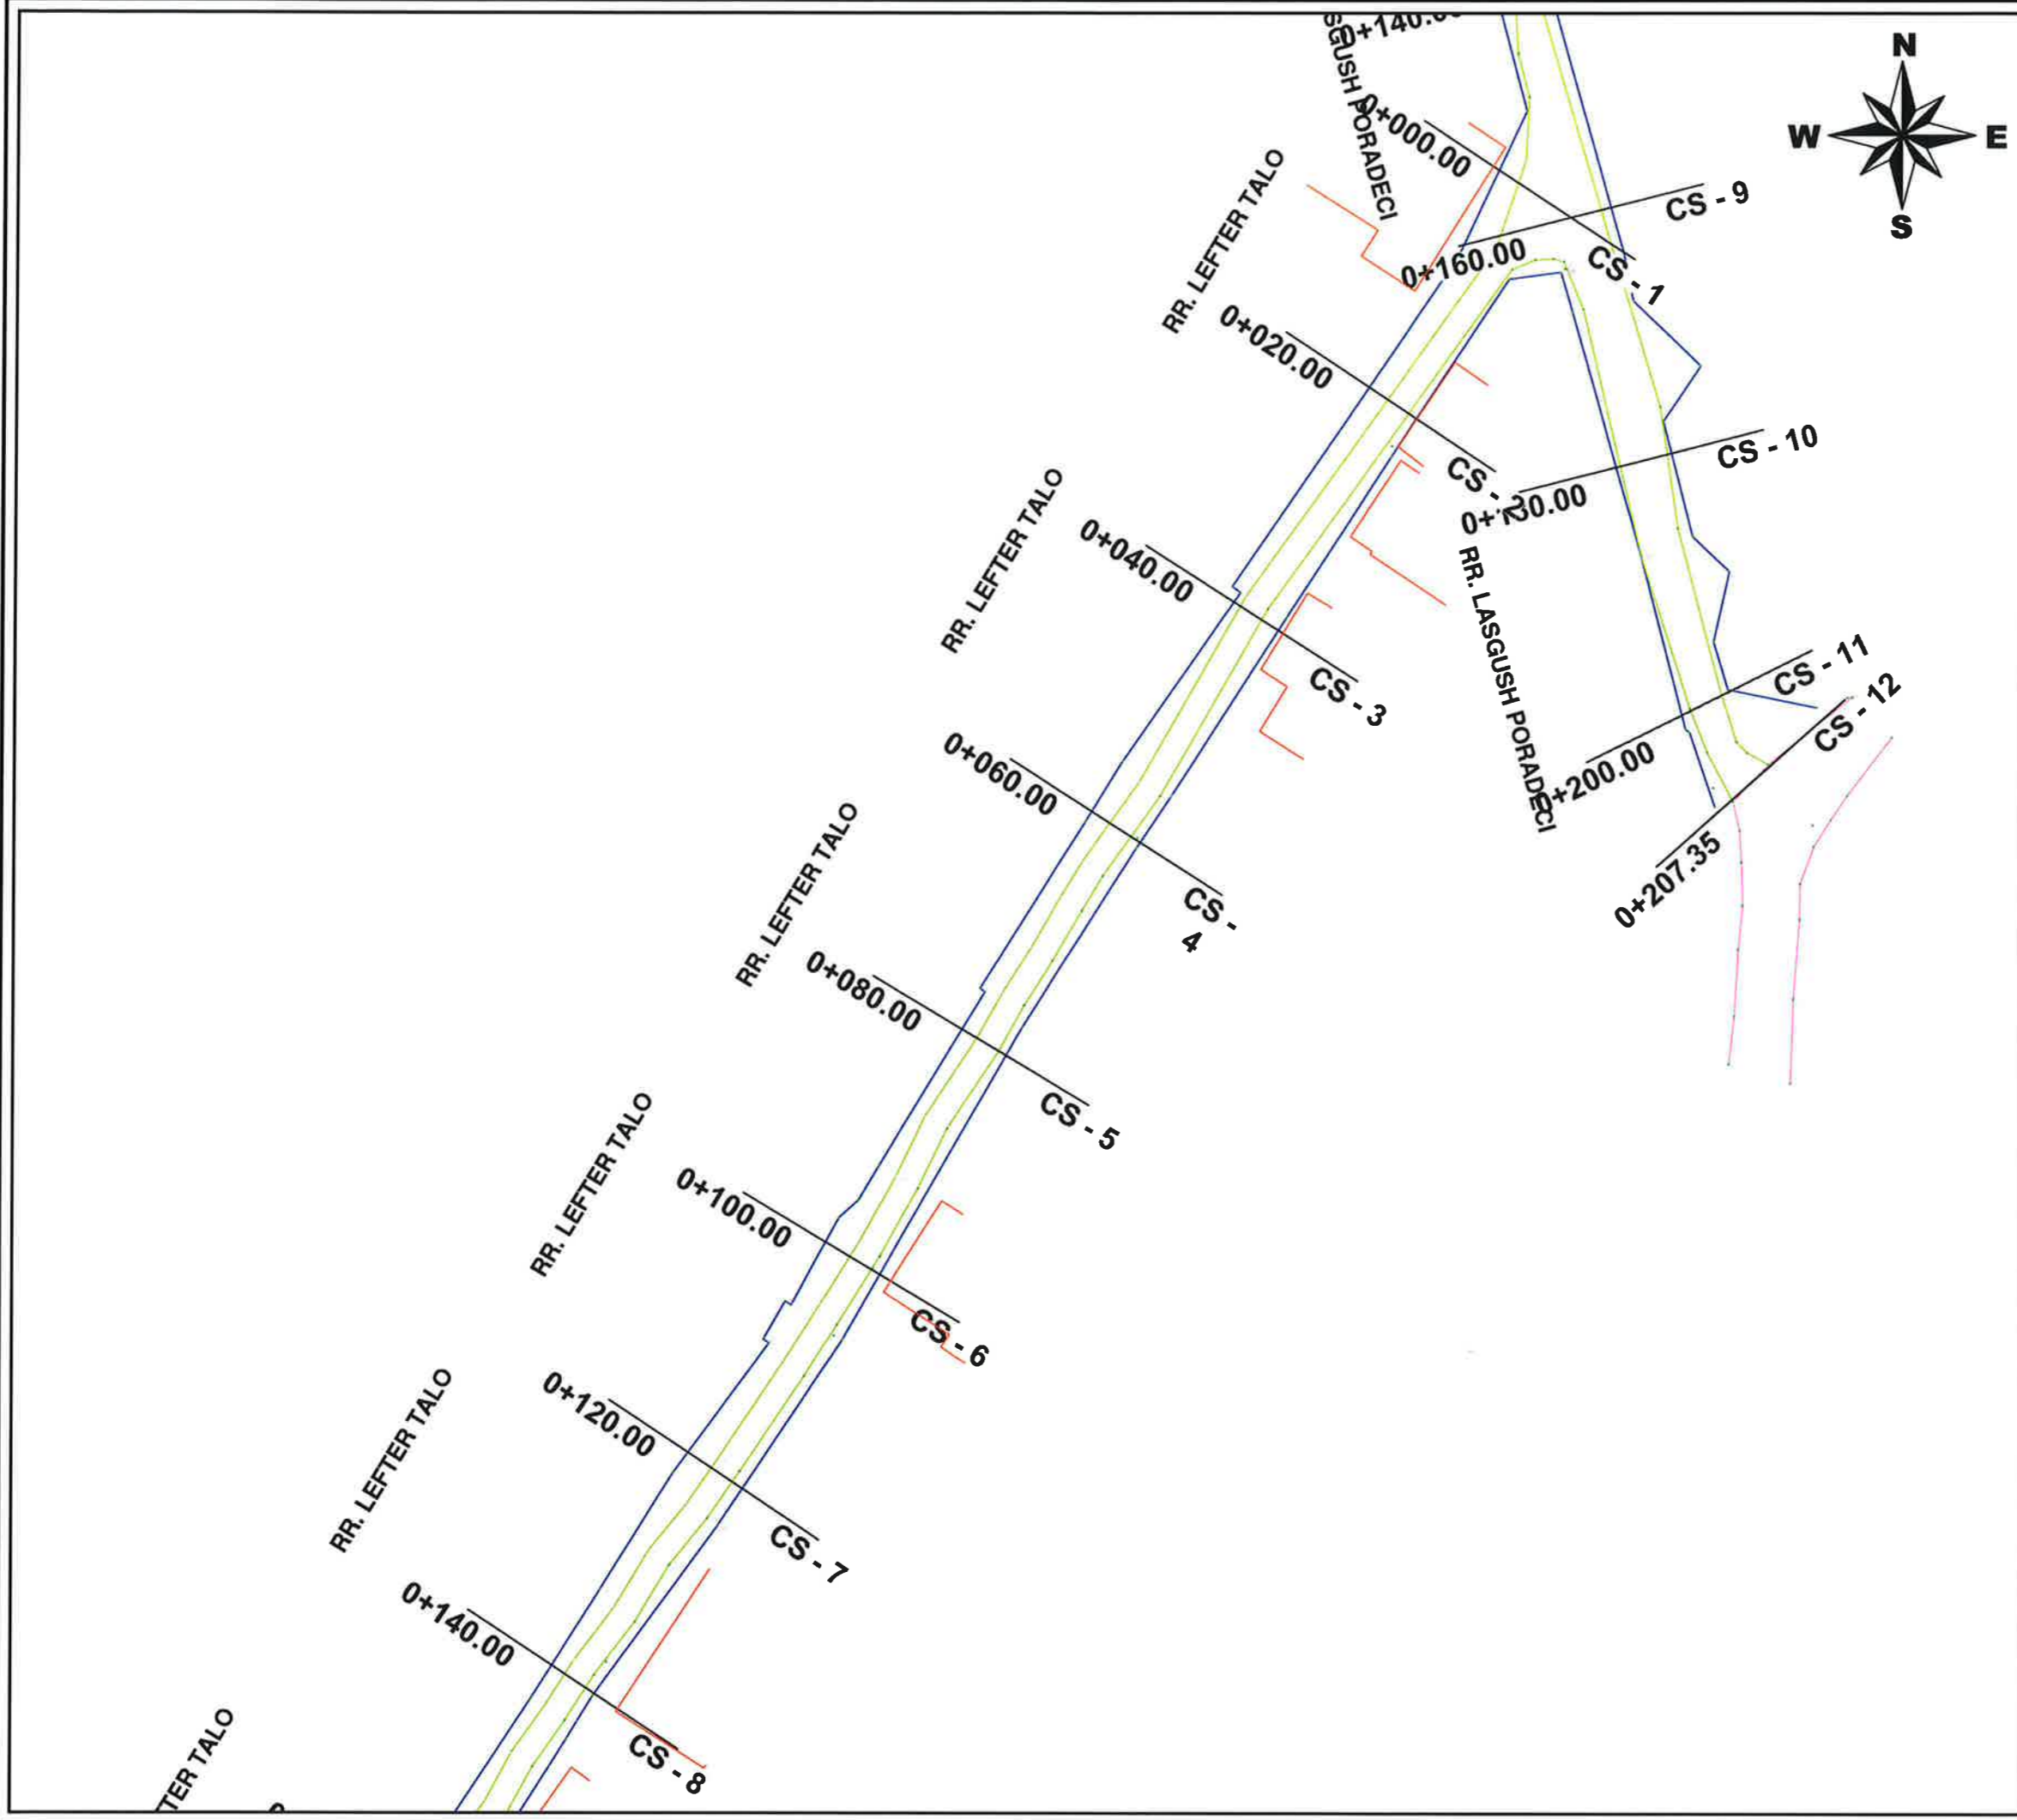 0+140.00
N
W
E
S
0+000.00
PORADECI
RR. LEFTER TALO
CS - 9
0+160.00
CS - 1
0+020.00
CS - 10
CS -
RR. LEFTER TALO
0+040.00
RR. LASGUSH PORADECI
CS - 3
CS - 11
CS - 12
0+060.00
0+200.00
RR. LEFTER TALO
0+207.35
CS -
4
0+080.00
CS - 5
RR. LEFTER TALO
0+100.00
CS - 6
RR. LEFTER TALO
0+120.00
CS - 7
0+140.00
TALO
CS - 8